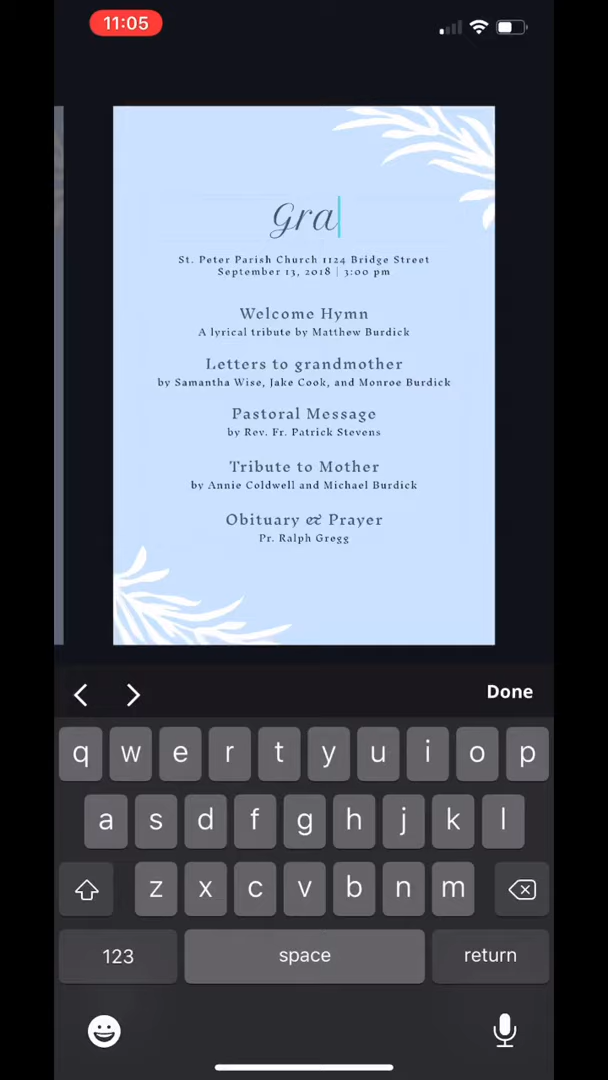 11:05
Gra
St. Peter Parish Church 1124 Bridge Street
September 13, 2018 | 3:00 pm
Welcome Hymn
A lyrical tribute by Matthew Burdick
Letters to grandmother
by Samantha Wise, Jake Cook, and Monroe Burdick
Pastoral Message
by Rev. Fr. Patrick Stevens
Tribute to Mother
by Annie Coldwell and Michael Burdick
Obituary & Prayer
Pr. Ralph Gregg
Done
q w e r t y u i o p
a s d f g h j k l
z x c v b n m
123 space return